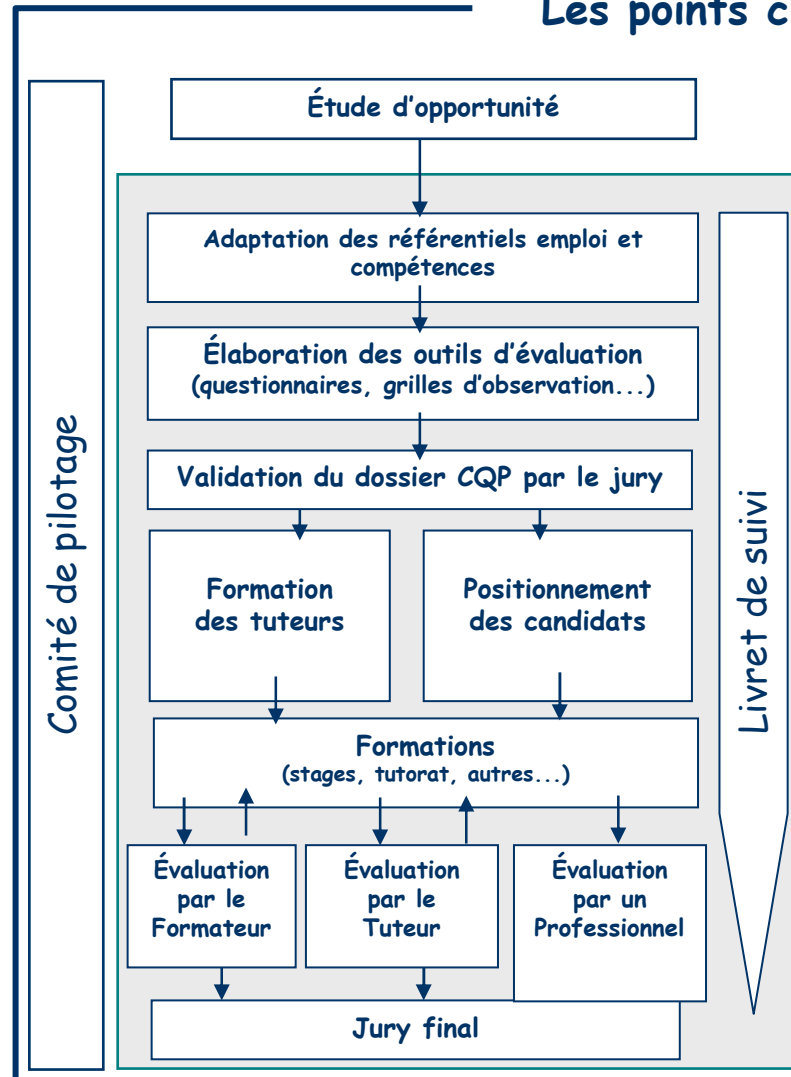 Les points c
Étude d'opportunité
Comité de pilotage
Adaptation des référentiels emploi et
compétences
Élaboration des outils d'évaluation
(questionnaires, grilles d'observation...)
Validation du dossier CQP par le jury
Formation
des tuteurs
Positionnement
des candidats
Livret de suivi
Formations
(stages, tutorat, autres...)
Évaluation
par le
Formateur
Évaluation
par le
Tuteur
Évaluation
par un
Professionnel
Jury final